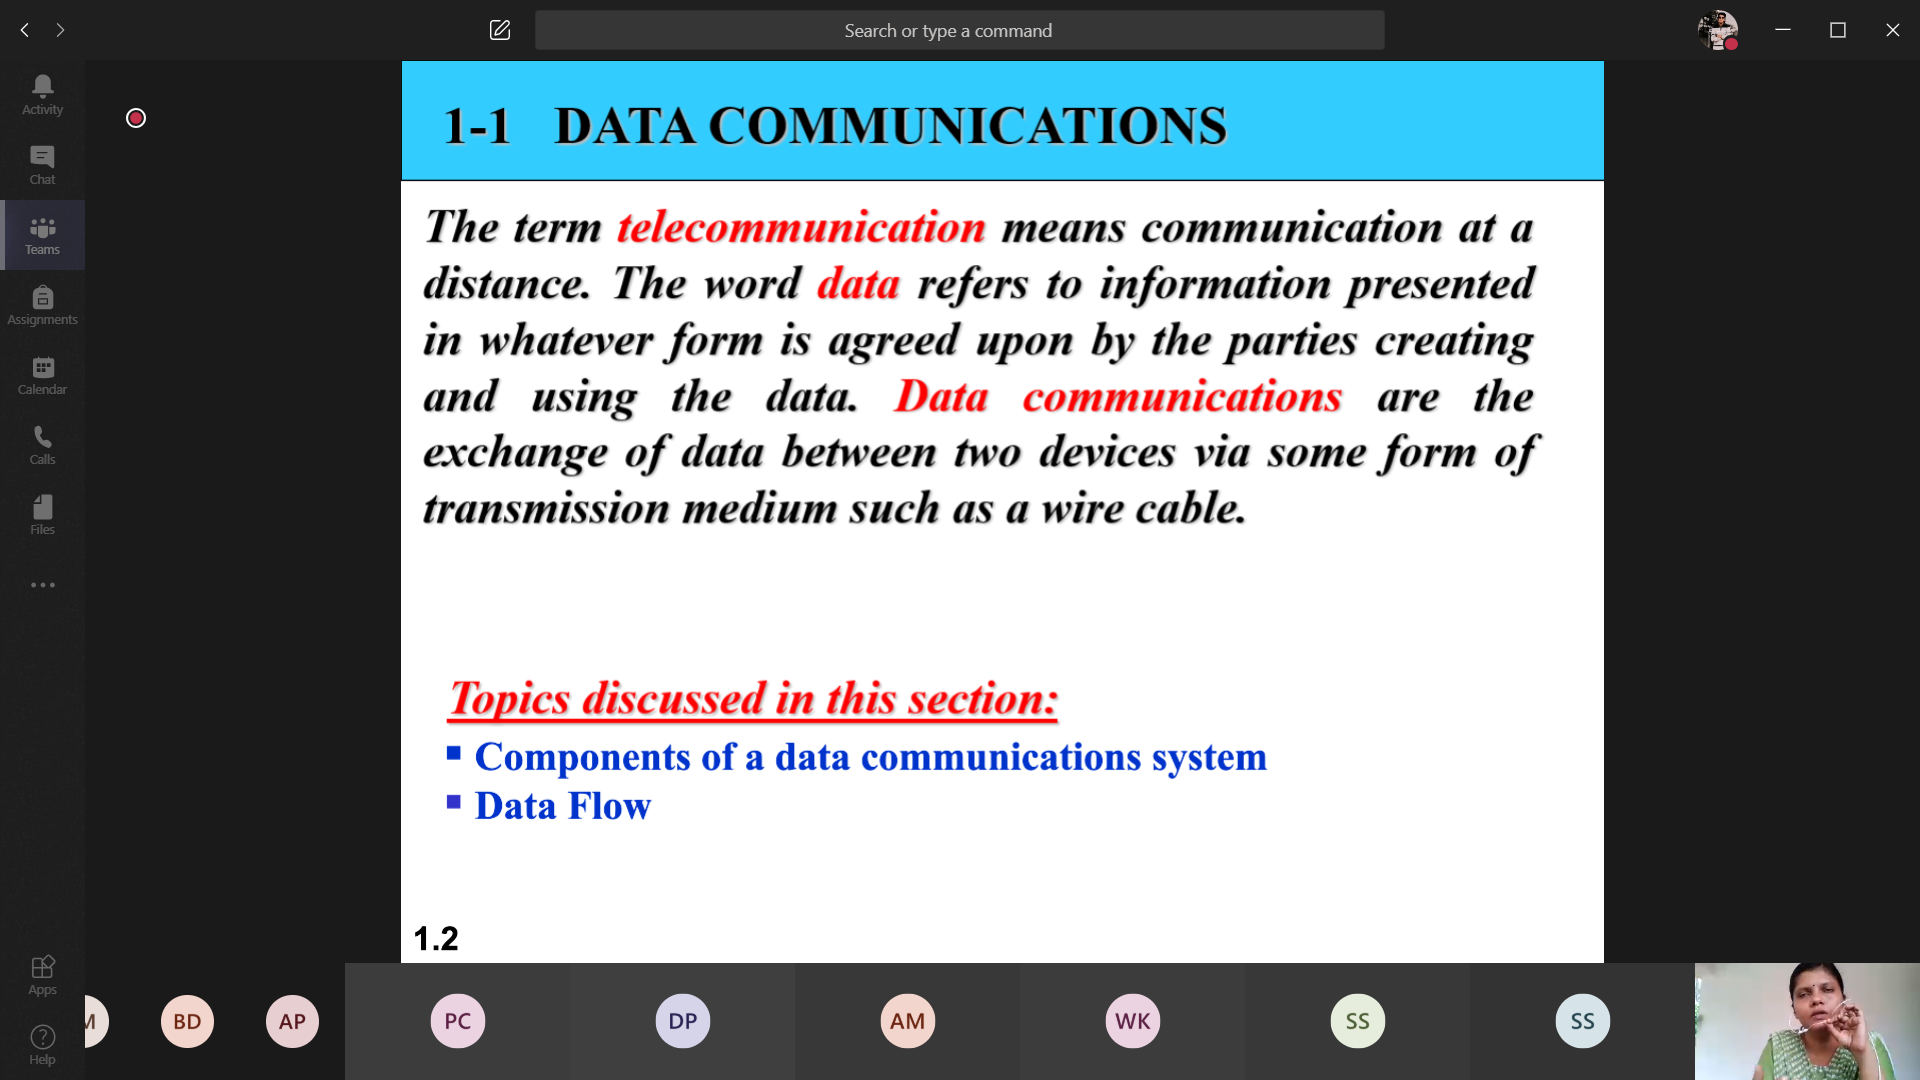 Search or type a command
Activity
Chat
Teams
Assignments
Calendar
Calls
Files
Apps
Help
1-1 DATA COMMUNICATIONS
The term telecommunication means communication at a
distance. The word data refers to information presented
in whatever form is agreed upon by the parties creating
and using the data. Data communications are the
exchange of data between two devices via some form of
transmission medium such as a wire cable.
Topics discussed in this section:
Components of a data communications system
Data Flow
1.2
BD
AP
PC
DP
AM
WK
SS
SS